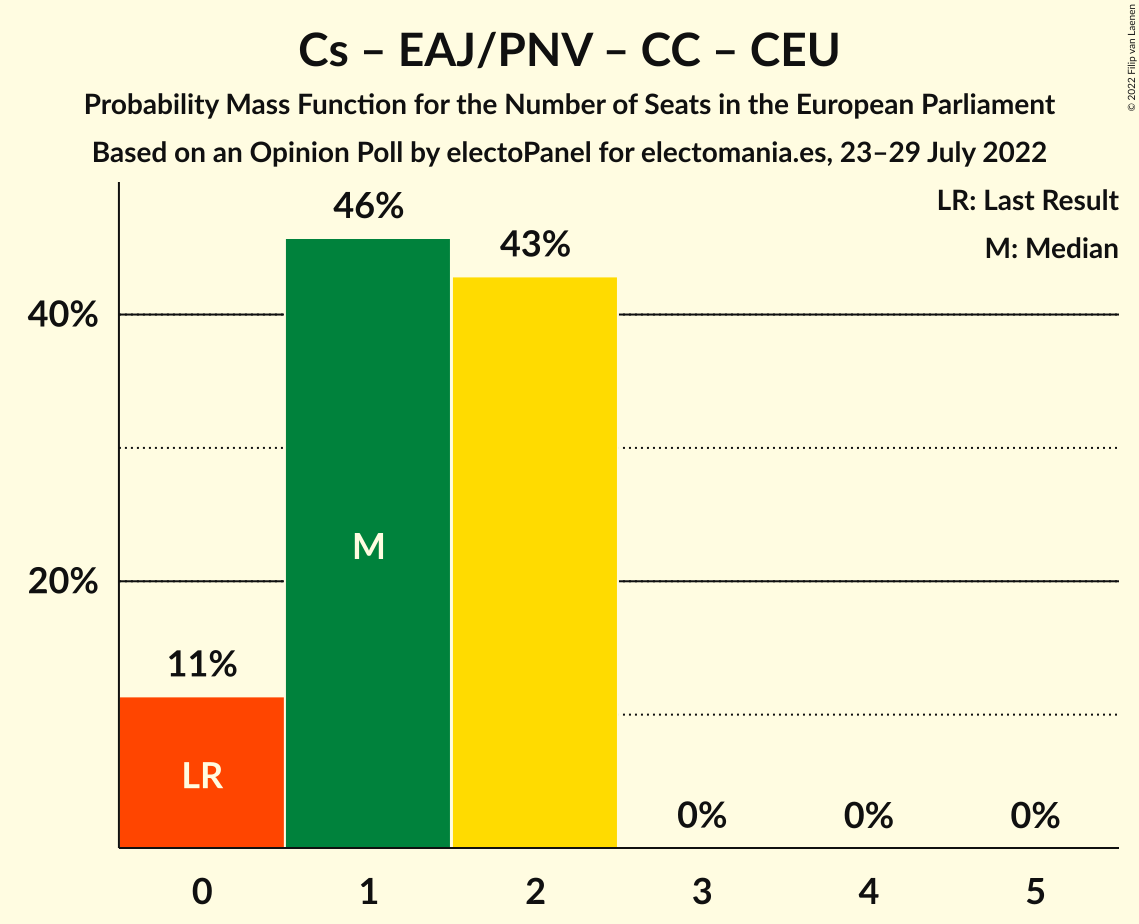 Cs – EAJ/PNV – CC – CEU
Probability Mass Function for the Number of Seats in the European Parliament
Based on an Opinion Poll by electoPanel for electomania.es, 23–29 July 2022
© 2022 Filip van Laenen
LR: Last Result
M: Median
46%
43%
40%
M
20%
11%
LR
0%
0%
0%
0
1
2
3
4
5